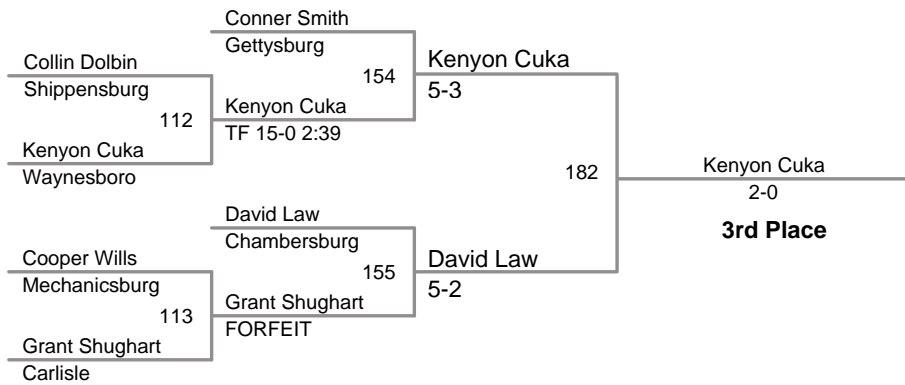 Conner Smith
Gettysburg
Collin Dolbin
Shippensburg
154
Kenyon Cuka
5-3
112
Kenyon Cuka
TF 15-0 2:39
Kenyon Cuka
Waynesboro
182
Kenyon Cuka
2-0
3rd Place
David Law
Chambersburg
Cooper Wills
Mechanicsburg
155
David Law
5-2
113
Grant Shughart
FORFEIT
Grant Shughart
Carlisle